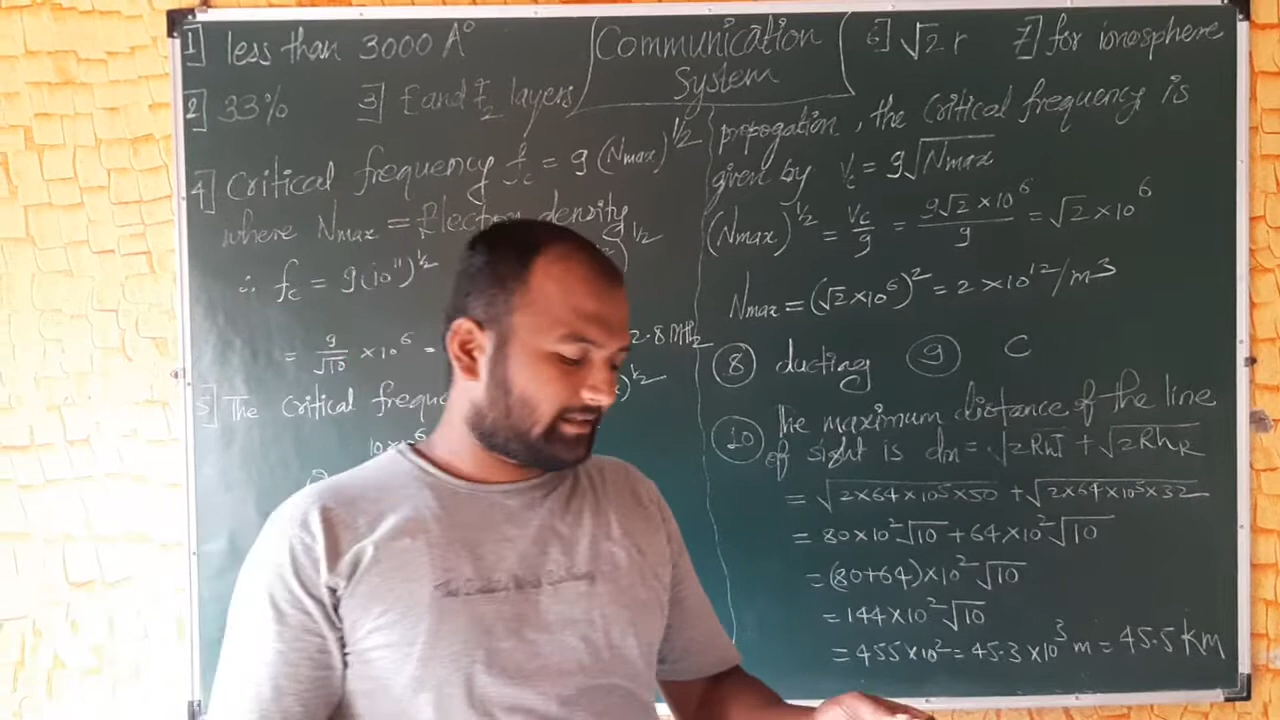 Communication
System
1] less than 3000 A°
2] 33% 3] E and F2 layers
4] Critical frequency fc = 9 (Nmax)^1/2
where Nmax = Electron density
∴ fc = 9(10^11)^1/2
= 9/√10 × 10^6 =
2.8 MHz
5] The Critical freque
6] √2 r 7] for ionosphere
propogation, the critical frequency is
given by Vc = 9√Nmax
(Nmax)^1/2 = Vc/9 = 9√2 × 10^6/9 = √2 × 10^6
Nmax = (√2 × 10^6)^2 = 2 × 10^12/m^3
8 ducting 9 C
10 The maximum distance of the line
of sight is dm = √2RhT + √2RhR
= √2×64×10^5×50 + √2×64×10^5×32
= 80×10^2√10 + 64×10^2√10
= (80+64)×10^2√10
= 144×10^2√10
= 455×10^2 = 45.3×10^3 m = 45.5 km